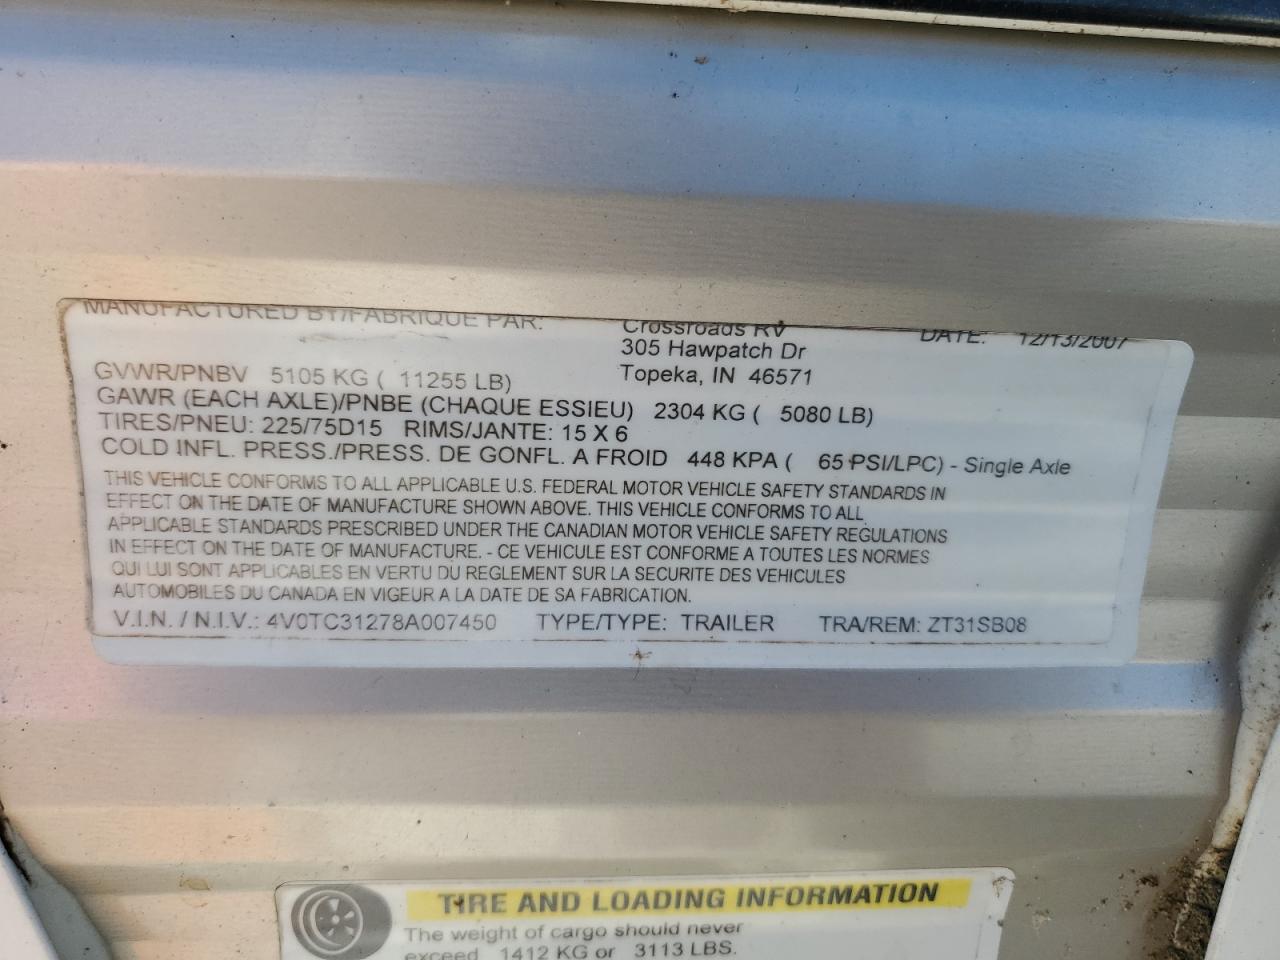 MANUFACTURED BY/FABRIQUE PAR: Crossroads RV DATE: 12/13/2007
305 Hawpatch Dr
GVWR/PNBV 5105 KG ( 11255 LB) Topeka, IN 46571
GAWR (EACH AXLE)/PNBE (CHAQUE ESSIEU) 2304 KG ( 5080 LB)
TIRES/PNEU: 225/75D15 RIMS/JANTE: 15 X 6
COLD INFL. PRESS./PRESS. DE GONFL. A FROID 448 KPA ( 65 PSI/LPC) - Single Axle
THIS VEHICLE CONFORMS TO ALL APPLICABLE U.S. FEDERAL MOTOR VEHICLE SAFETY STANDARDS IN
EFFECT ON THE DATE OF MANUFACTURE SHOWN ABOVE. THIS VEHICLE CONFORMS TO ALL
APPLICABLE STANDARDS PRESCRIBED UNDER THE CANADIAN MOTOR VEHICLE SAFETY REGULATIONS
IN EFFECT ON THE DATE OF MANUFACTURE. - CE VEHICULE EST CONFORME A TOUTES LES NORMES
QUI LUI SONT APPLICABLES EN VERTU DU REGLEMENT SUR LA SECURITE DES VEHICULES
AUTOMOBILES DU CANADA EN VIGEUR A LA DATE DE SA FABRICATION.
V.I.N. / N.I.V.: 4V0TC31278A007450 TYPE/TYPE: TRAILER TRA/REM: ZT31SB08
TIRE AND LOADING INFORMATION
The weight of cargo should never
exceed 1412 KG or 3113 LBS.